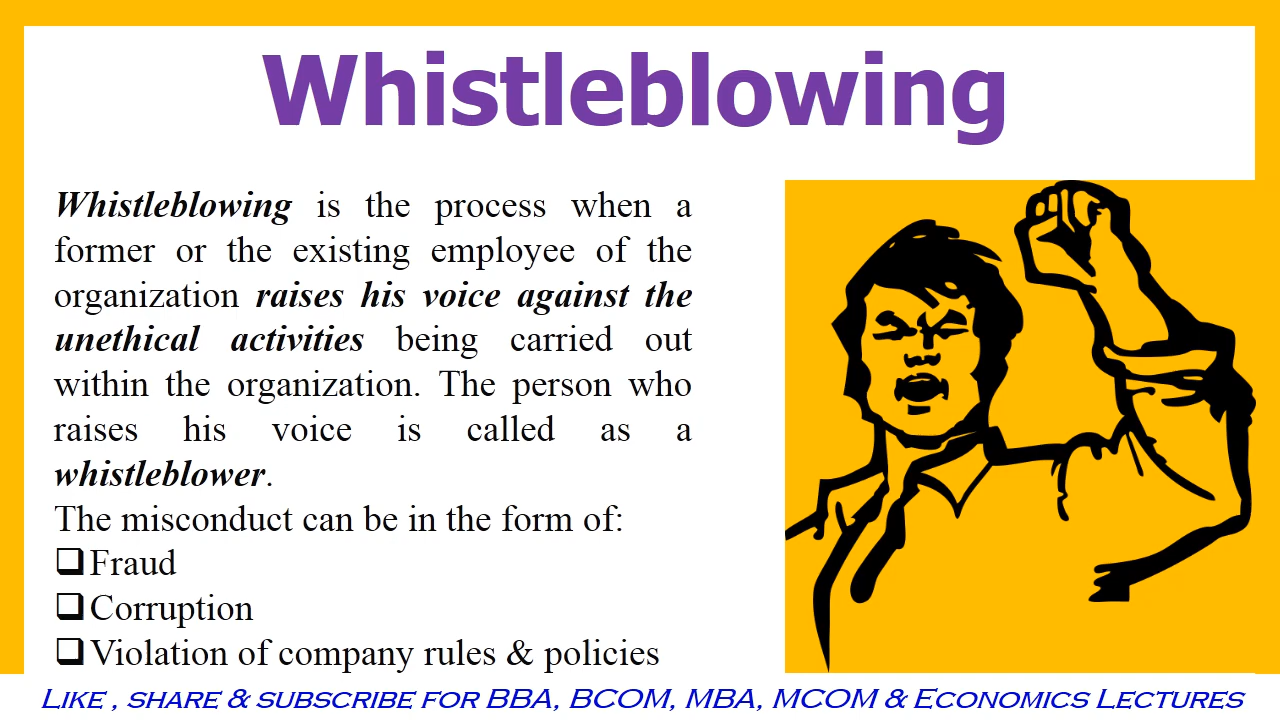 Whistleblowing
Whistleblowing is the process when a
former or the existing employee of the
organization raises his voice against the
unethical activities being carried out
within the organization. The person who
raises his voice is called as a
whistleblower.
The misconduct can be in the form of:
❑Fraud
❑Corruption
❑Violation of company rules & policies
Like , share & subscribe for BBA, BCOM, MBA, MCOM & Economics Lectures